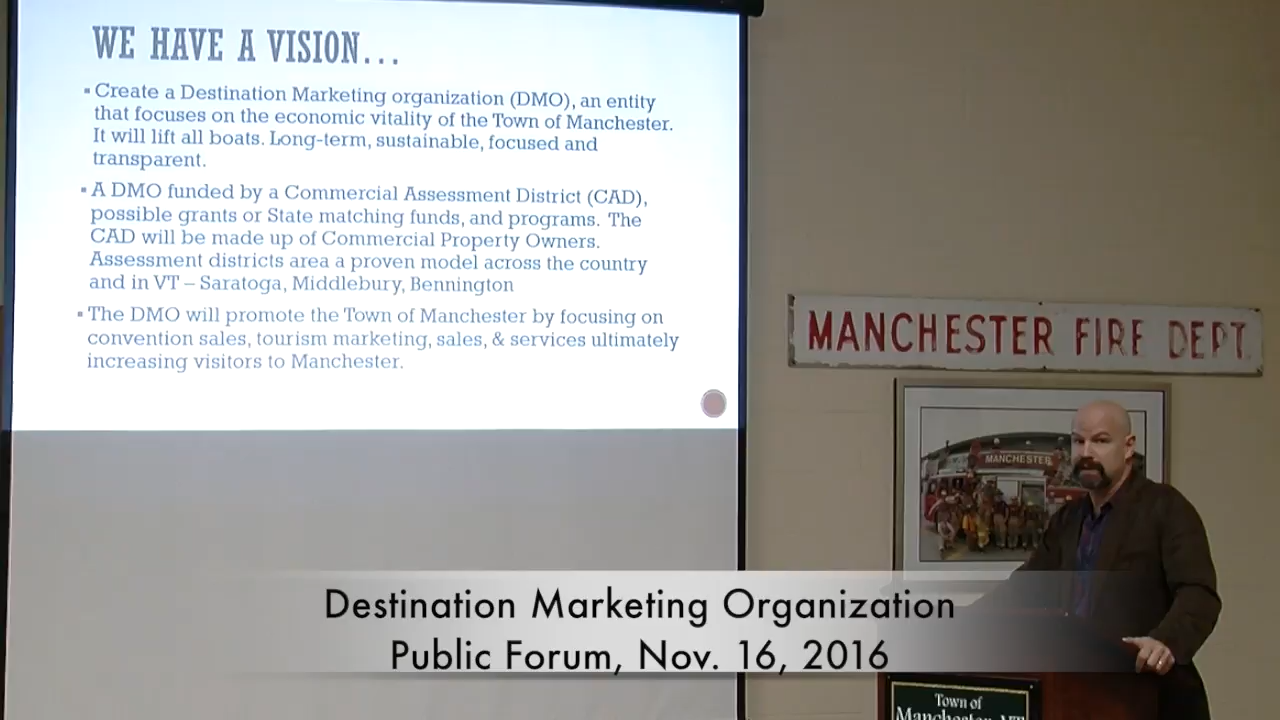 WE HAVE A VISION...
Create a Destination Marketing organization (DMO), an entity
that focuses on the economic vitality of the Town of Manchester.
It will lift all boats. Long-term, sustainable, focused and
transparent.
A DMO funded by a Commercial Assessment District (CAD),
possible grants or State matching funds, and programs. The
CAD will be made up of Commercial Property Owners.
Assessment districts area a proven model across the country
and in VT – Saratoga, Middlebury, Bennington
The DMO will promote the Town of Manchester by focusing on
convention sales, tourism marketing, sales, & services ultimately
increasing visitors to Manchester.
MANCHESTER FIRE DEPT.
MANCHESTER
Destination Marketing Organization
Public Forum, Nov. 16, 2016
Town of
Manchester, VT